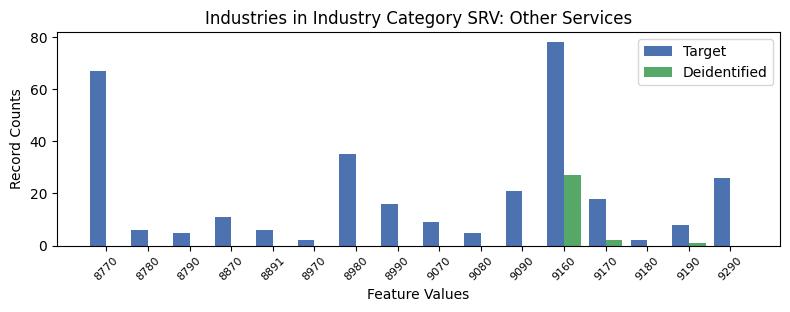 Industries in Industry Category SRV: Other Services
Target
Deidentified
Record Counts
80
60
40
20
0
8770 8780 8790 8870 8891 8970 8980 8990 9070 9080 9090 9160 9170 9180 9190 9290
Feature Values